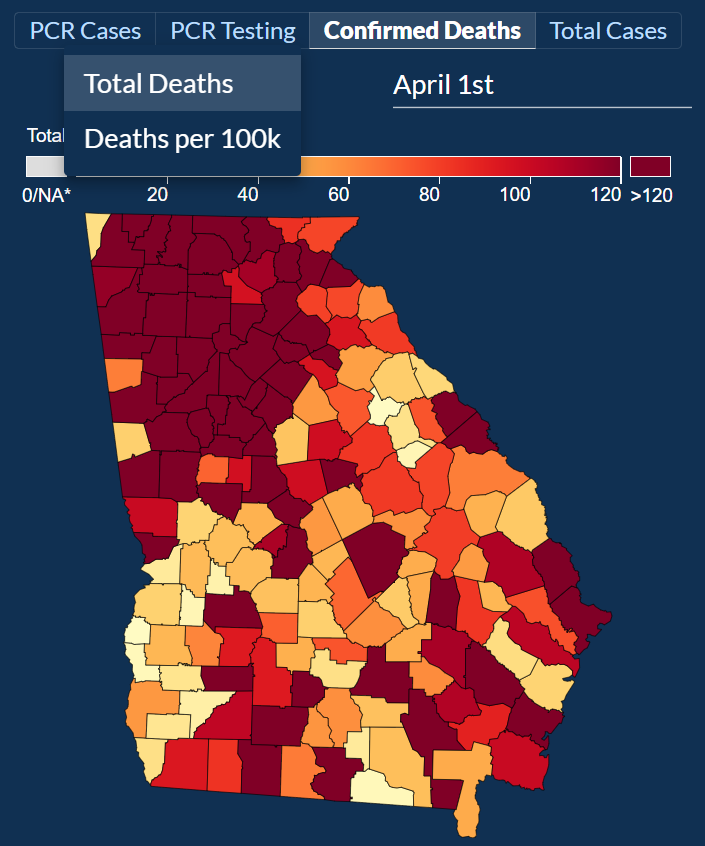 PCR Cases PCR Testing Confirmed Deaths Total Cases
Total Deaths
April 1st
Total
Deaths per 100k
0/NA* 20 40 60 80 100 120 >120